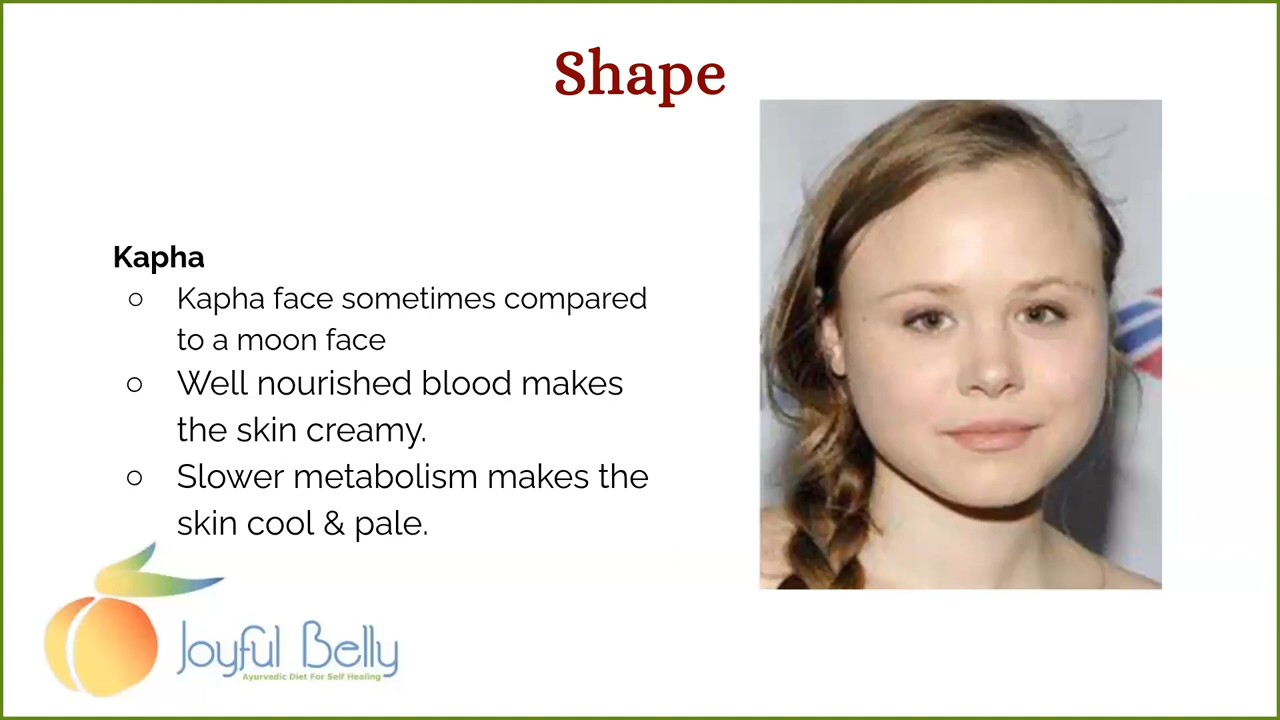 Shape
Kapha
○ Kapha face sometimes compared
to a moon face
○ Well nourished blood makes
the skin creamy.
○ Slower metabolism makes the
skin cool & pale.
Joyful Belly
Ayurvedic Diet For Self Healing